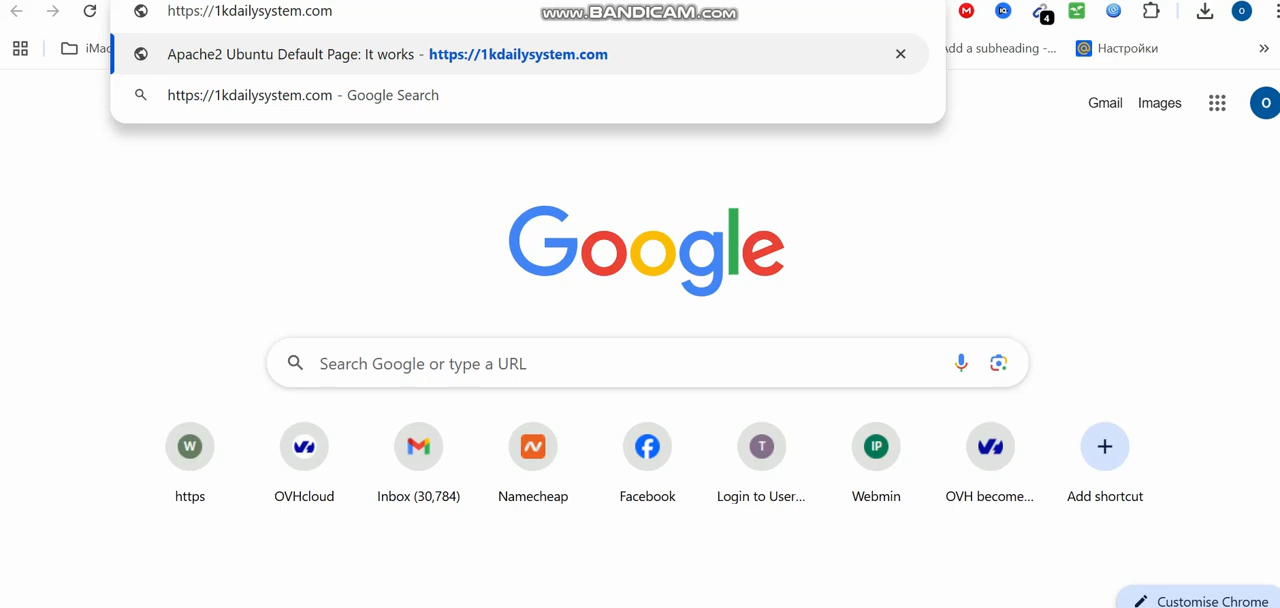 https://1kdailysystem.com
www.BANDICAM.com
4
O
iMac
Apache2 Ubuntu Default Page: It works - https://1kdailysystem.com
Add a subheading -...
Настройки
https://1kdailysystem.com - Google Search
Gmail
Images
O
Google
Search Google or type a URL
W
T
IP
https
OVHcloud
Inbox (30,784)
Namecheap
Facebook
Login to User...
Webmin
OVH become...
Add shortcut
Customise Chrome